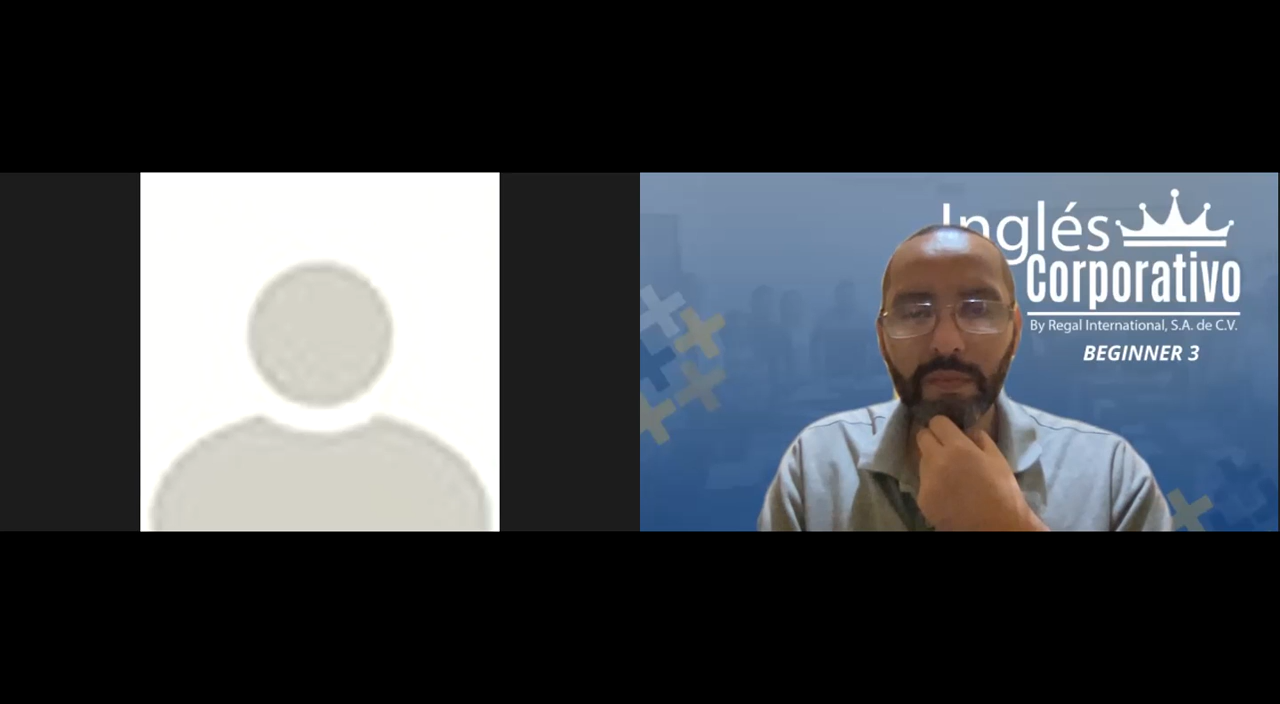 Inglés
Corporativo
By Regal International, S.A. de C.V.
BEGINNER 3